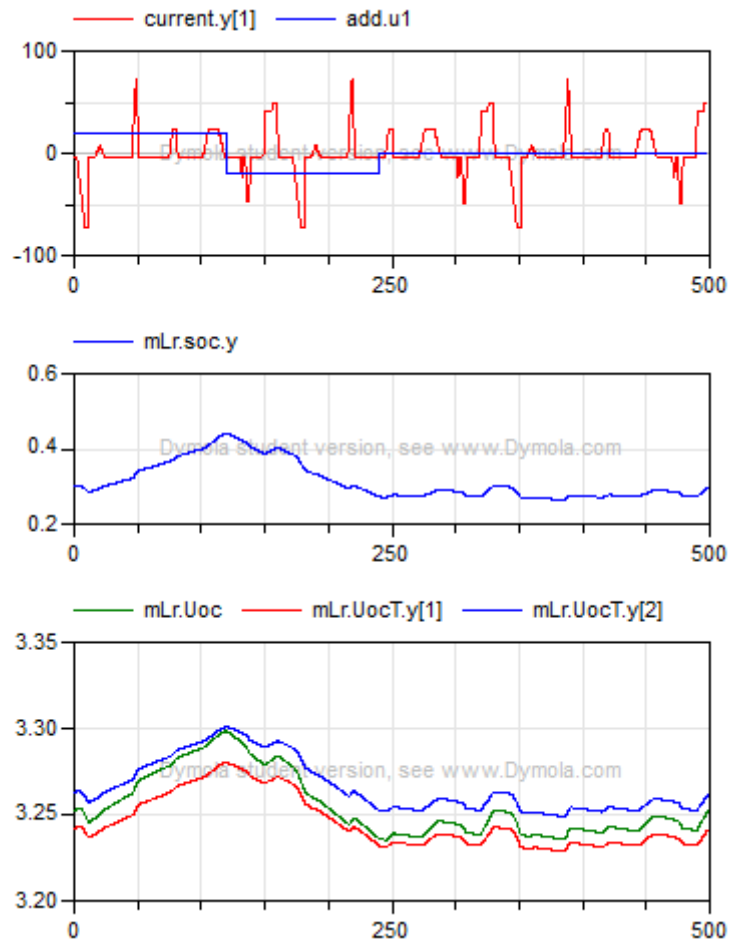 current.y[1] add.u1
100
0
-100
Dymola student version, see www.Dymola.com
0 250 500
mLr.soc.y
0.6
0.4
0.2
Dymola student version, see www.Dymola.com
0 250 500
mLr.Uoc mLr.UocT.y[1] mLr.UocT.y[2]
3.35
3.30
3.25
3.20
Dymola student version, see www.Dymola.com
0 250 500